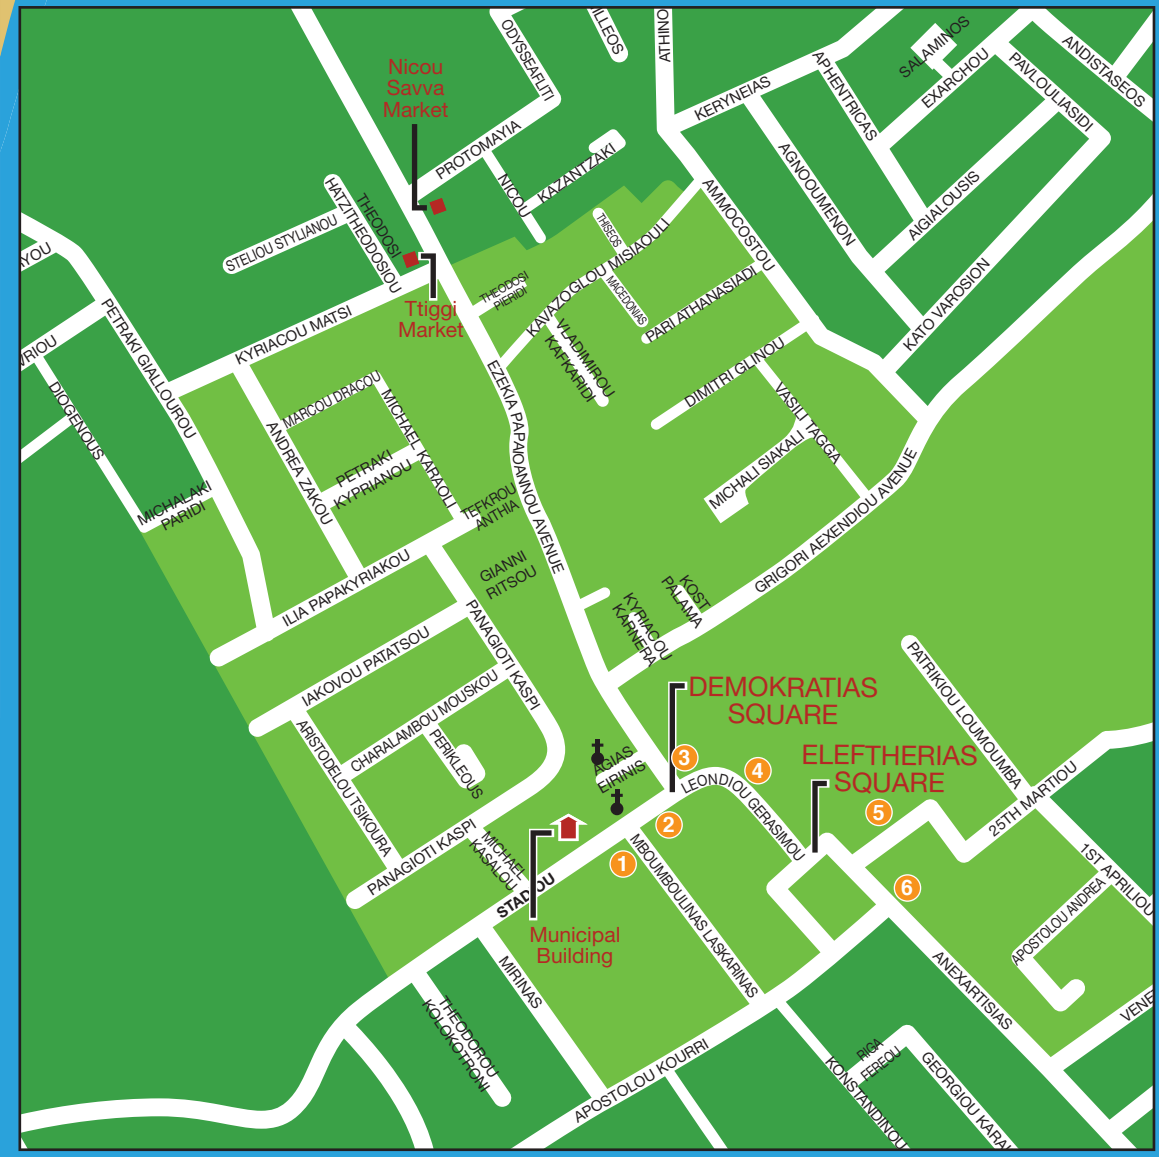 ODYSSEAFLITI
ILLEOS
ATHINO
SALAMINOS
ANDISTASEOS
Nicou
Savva
Market
KERYNEIAS
APHENTRICAS
EXARCHOU
PAVLOULIASIDI
PROTOMAYIA
NICOU
KAZANTZAKI
AGNOOUMENON
AIGIALOUSIS
AMMOCOSTOU
HATZITHEODOSIOU
THEODOSI
STELIOU STYLIANOU
THISEOS
KAVAZOGLOU MISIAOULI
MACEDONIAS
PARI ATHANASIADI
KATO VAROSION
YOU
VRIOU
PETRAKI GIALLOUROU
THEODOSI
PIERIDI
Ttiggi
Market
KYRIACOU MATSI
VLADIMIROU
KAFKARIDI
DIMITRI GLINOU
DIOGENOUS
MARCOU DRACOU
MICHAEL KARAOLI
EZEKIA PAPAIOANNOU AVENUE
VASILI TAGGA
MICHALI SIAKALI
ANDREA ZAKOU
PETRAKI
KYPRIANOU
MICHALAKI
PARIDI
TEFKROU
ANTHIA
GRIGORI AEXENDIOU AVENUE
ILIA PAPAKYRIAKOU
GIANNI
RITSOU
KOST
PALAMA
KYRIACOU
KARNERA
IAKOVOU PATATSOU
PANAGIOTI KASPI
PATRIKIOU LOUMOUMBA
CHARALAMBOU MOUSKOU
DEMOKRATIAS
SQUARE
ARISTODELOU TSIKOURA
PERIKLEOUS
AGIAS
EIRINIS
3
4
ELEFTHERIAS
SQUARE
LEONDIOU GERASIMOU
25TH MARTIOU
5
2
1
6
PANAGIOTI KASPI
MICHAEL
KASALOU
STADIOU
MBOUMBOULINAS LASKARINAS
1ST APRILIOU
APOSTOLOU ANDREA
Municipal
Building
MIRINAS
ANEXARTISIAS
THEODOROU
KOLOKOTRONI
VENE
APOSTOLOU KOURRI
RIGA
FEREOU
KONSTANDINOU
GEORGIOU KARAI